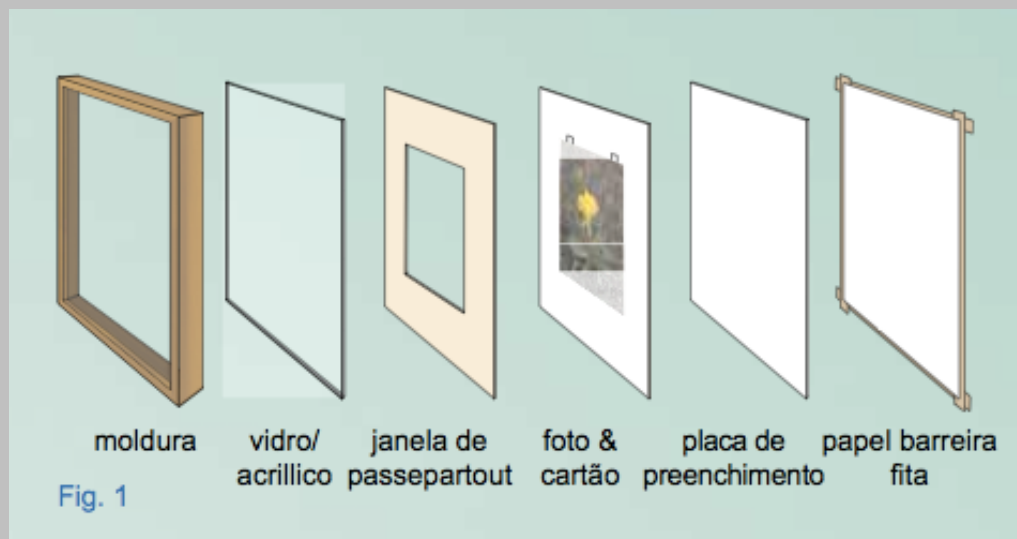 moldura
vidro/
acrillico
janela de
passepartout
foto &
cartão
placa de
preenchimento
papel barreira
fita
Fig. 1